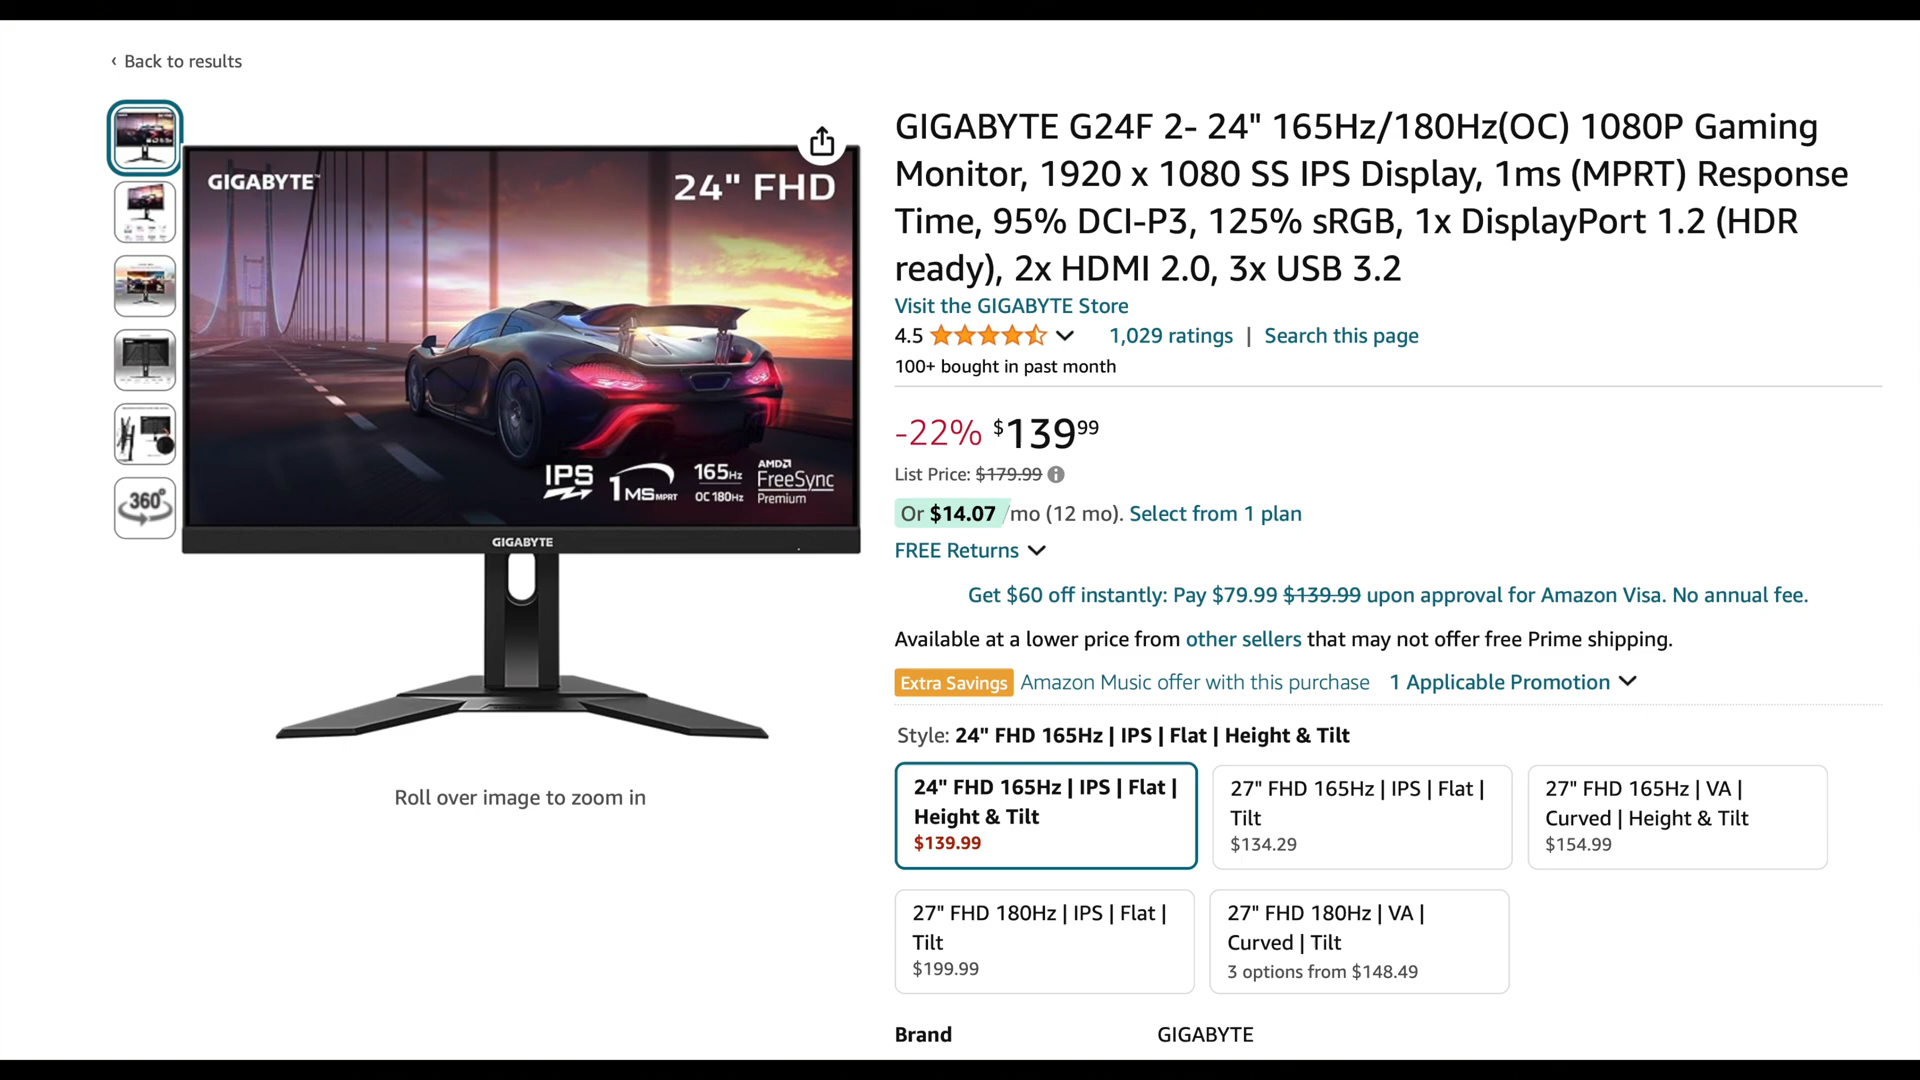 ‹ Back to results
GIGABYTE™
24" FHD
IPS
1MS MPRT
165Hz
OC 180Hz
AMD
FreeSync
Premium
GIGABYTE
360°
Roll over image to zoom in
GIGABYTE G24F 2- 24" 165Hz/180Hz(OC) 1080P Gaming
Monitor, 1920 x 1080 SS IPS Display, 1ms (MPRT) Response
Time, 95% DCI-P3, 125% sRGB, 1x DisplayPort 1.2 (HDR
ready), 2x HDMI 2.0, 3x USB 3.2
Visit the GIGABYTE Store
4.5 1,029 ratings | Search this page
100+ bought in past month
-22% $13999
List Price: $179.99
Or $14.07 /mo (12 mo). Select from 1 plan
FREE Returns
Get $60 off instantly: Pay $79.99 $139.99 upon approval for Amazon Visa. No annual fee.
Available at a lower price from other sellers that may not offer free Prime shipping.
Extra Savings Amazon Music offer with this purchase 1 Applicable Promotion
Style: 24" FHD 165Hz | IPS | Flat | Height & Tilt
24" FHD 165Hz | IPS | Flat |
Height & Tilt
$139.99
27" FHD 165Hz | IPS | Flat |
Tilt
$134.29
27" FHD 165Hz | VA |
Curved | Height & Tilt
$154.99
27" FHD 180Hz | IPS | Flat |
Tilt
$199.99
27" FHD 180Hz | VA |
Curved | Tilt
3 options from $148.49
Brand GIGABYTE